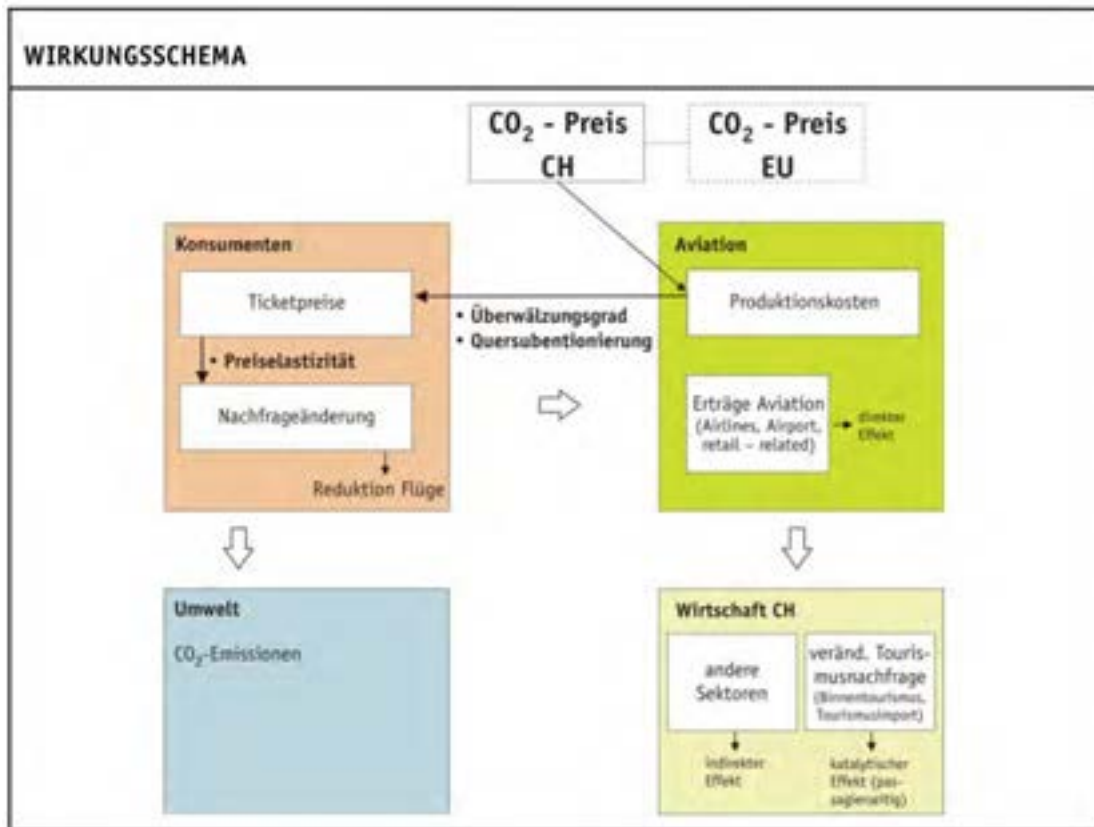 WIRKUNGSSCHEMA
CO₂ - Preis
CH
CO₂ - Preis
EU
Konsumenten
Ticketpreise
• Preiselastizität
Nachfrageänderung
Reduktion Flüge
• Überwälzungsgrad
• Quersubentionierung
Aviation
Produktionskosten
Erträge Aviation
(Airlines, Airport,
retail – related)
direkter
Effekt
Umwelt
CO₂-Emissionen
Wirtschaft CH
andere
Sektoren
indirekter
Effekt
veränd. Touris-
musnachfrage
(Binnentourismus,
Tourismusimport)
katalytischer
Effekt (pas-
sagierseitig)